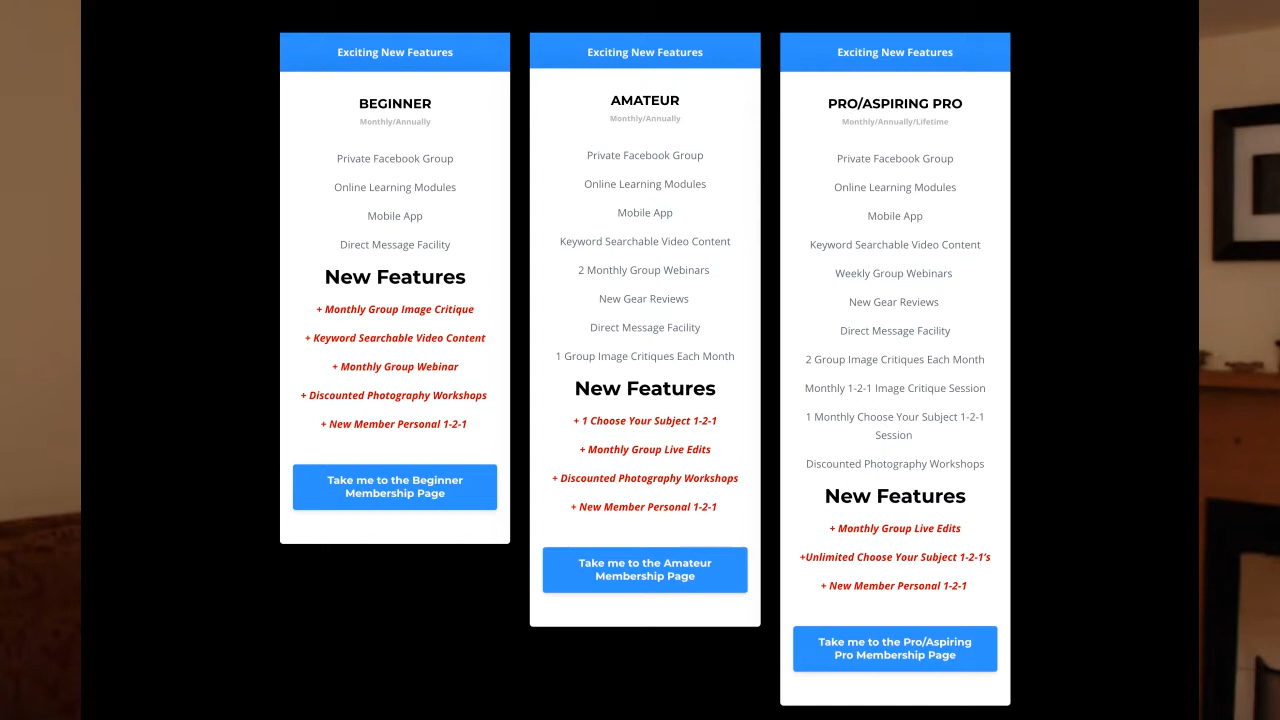 Exciting New Features
BEGINNER
Monthly/Annually
Private Facebook Group
Online Learning Modules
Mobile App
Direct Message Facility
New Features
+ Monthly Group Image Critique
+ Keyword Searchable Video Content
+ Monthly Group Webinar
+ Discounted Photography Workshops
+ New Member Personal 1-2-1
Take me to the Beginner
Membership Page
Exciting New Features
AMATEUR
Monthly/Annually
Private Facebook Group
Online Learning Modules
Mobile App
Keyword Searchable Video Content
2 Monthly Group Webinars
New Gear Reviews
Direct Message Facility
1 Group Image Critiques Each Month
New Features
+ 1 Choose Your Subject 1-2-1
+ Monthly Group Live Edits
+ Discounted Photography Workshops
+ New Member Personal 1-2-1
Take me to the Amateur
Membership Page
Exciting New Features
PRO/ASPIRING PRO
Monthly/Annually/Lifetime
Private Facebook Group
Online Learning Modules
Mobile App
Keyword Searchable Video Content
Weekly Group Webinars
New Gear Reviews
Direct Message Facility
2 Group Image Critiques Each Month
Monthly 1-2-1 Image Critique Session
1 Monthly Choose Your Subject 1-2-1
Session
Discounted Photography Workshops
New Features
+ Monthly Group Live Edits
+Unlimited Choose Your Subject 1-2-1's
+ New Member Personal 1-2-1
Take me to the Pro/Aspiring
Pro Membership Page